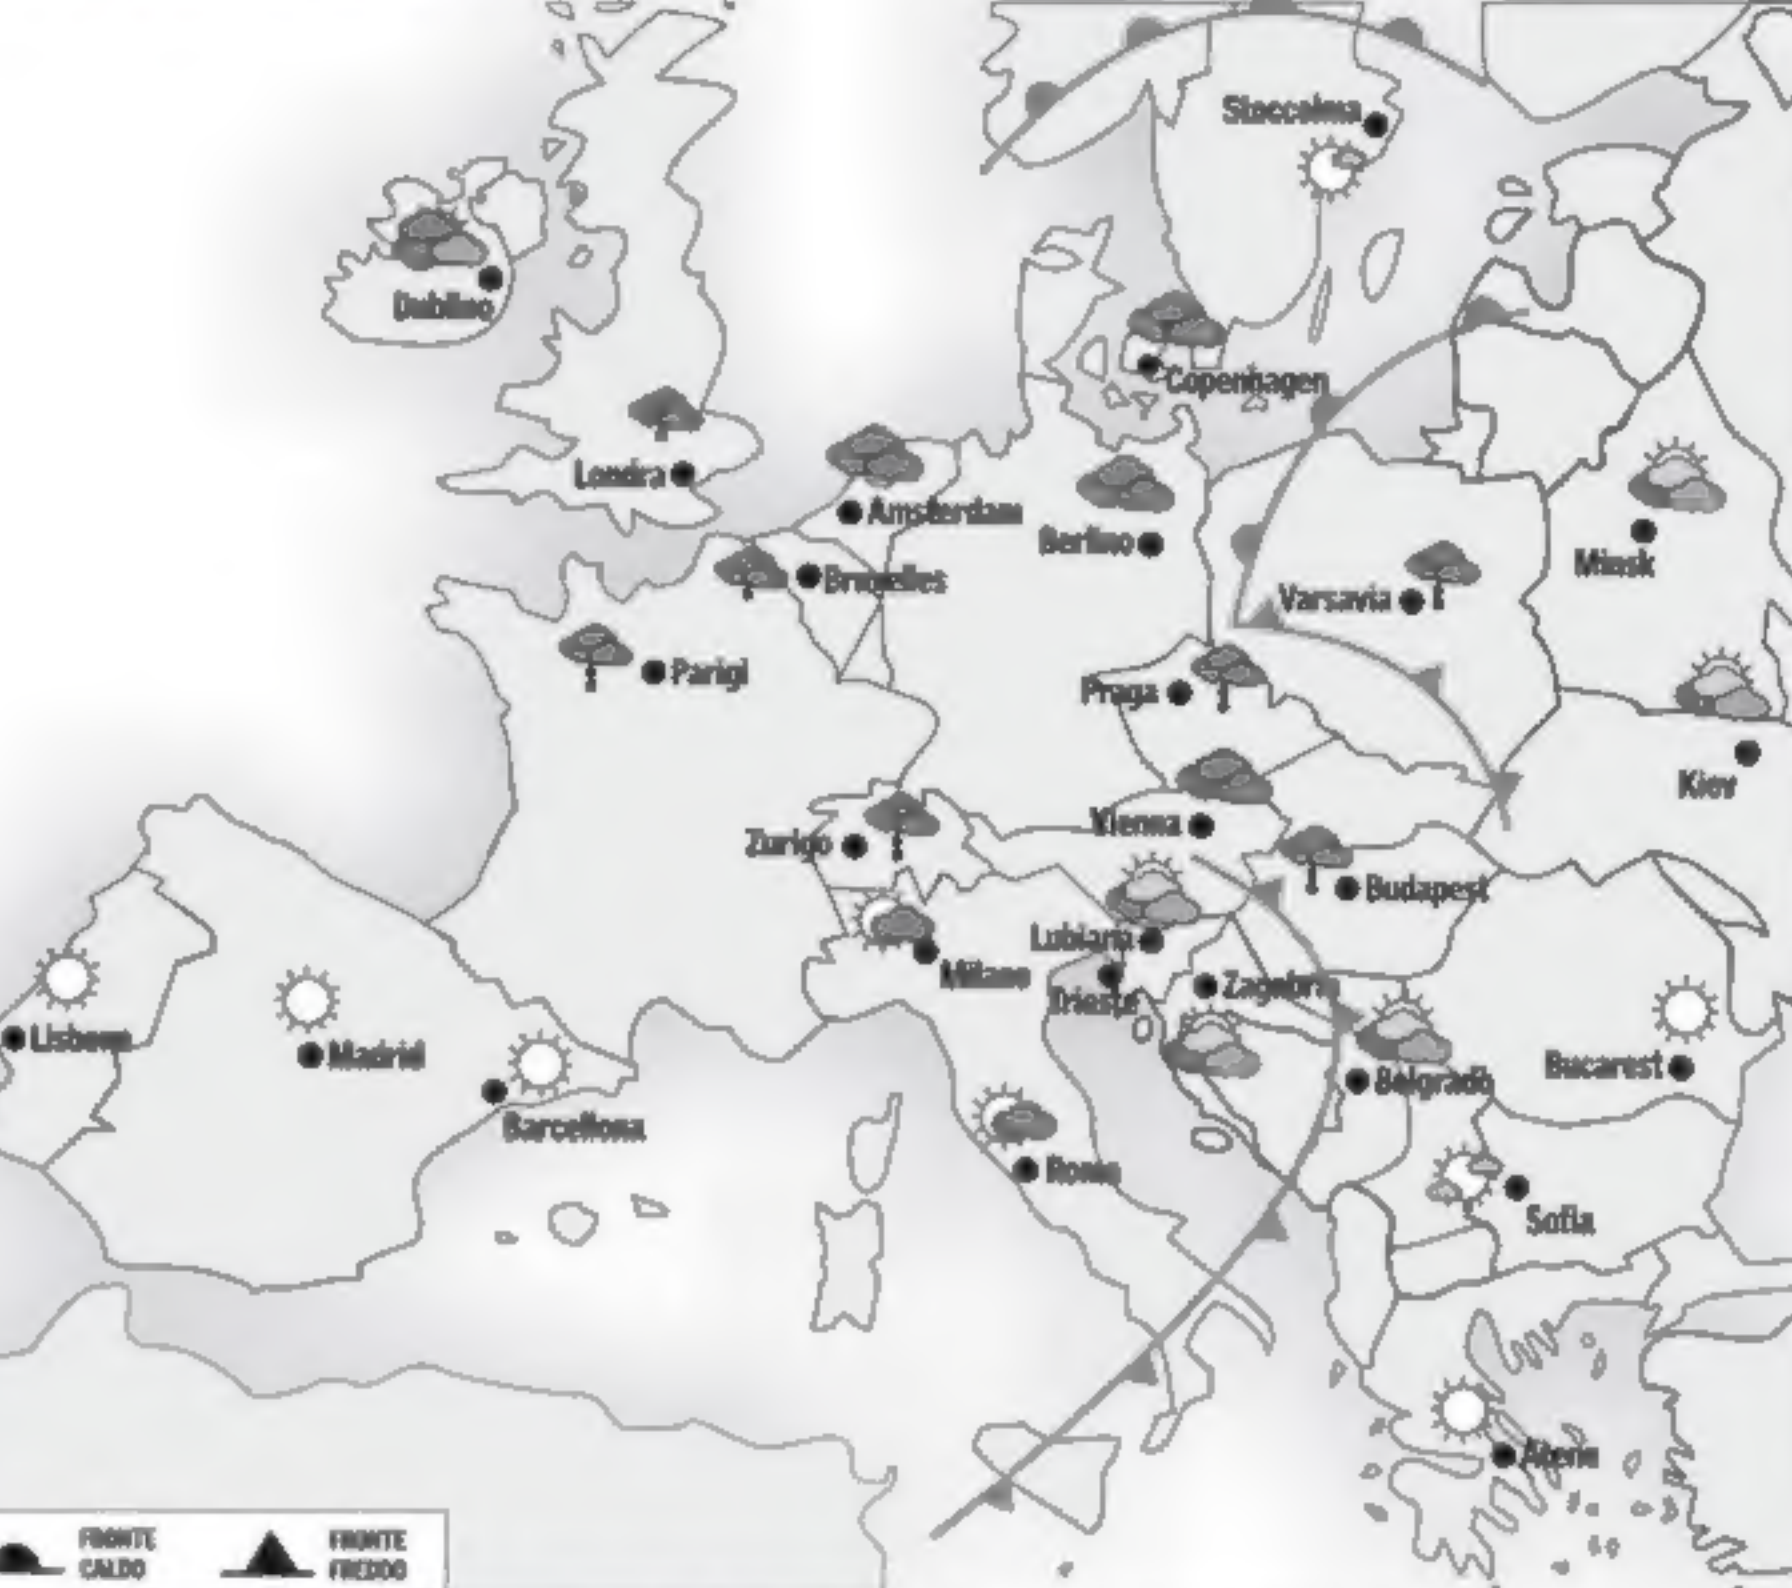 Stoccolma
Dublino
Copenhagen
Londra
Amsterdam
Berlino
Bruxelles
Minsk
Varsavia
Parigi
Praga
Kiev
Vienna
Zurigo
Budapest
Lubiana
Milano
Trieste
Zagabria
Lisbona
Madrid
Bucarest
Belgrado
Barcellona
Roma
Sofia
Atene
FRONTE
CALDO
FRONTE
FREDDO